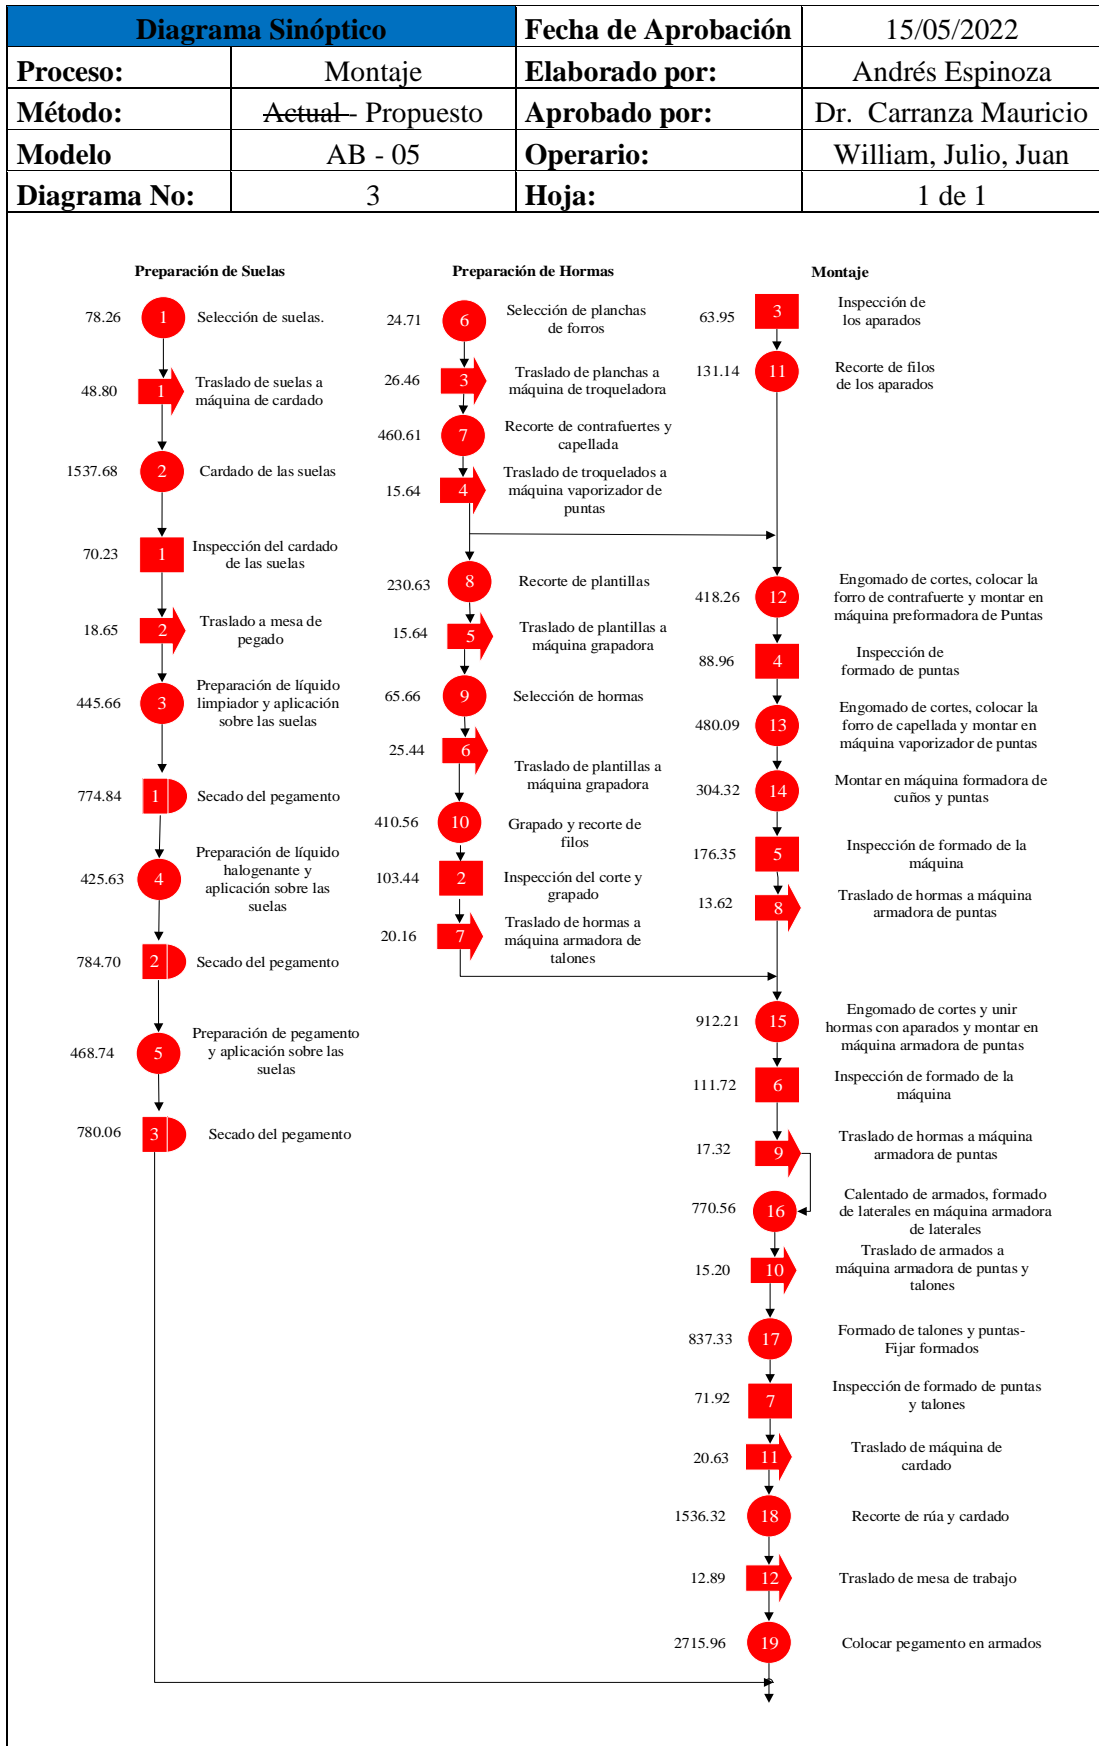 Diagrama Sinóptico
Fecha de Aprobación
15/05/2022
Proceso:
Montaje
Elaborado por:
Andrés Espinoza
Método:
Actual - Propuesto
Aprobado por:
Dr. Carranza Mauricio
Modelo
AB - 05
Operario:
William, Julio, Juan
Diagrama No:
3
Hoja:
1 de 1
Preparación de Suelas
78.26
1
Selección de suelas.
48.80
1
Traslado de suelas a
máquina de cardado
1537.68
2
Cardado de las suelas
70.23
1
Inspección del cardado
de las suelas
18.65
2
Traslado a mesa de
pegado
445.66
3
Preparación de líquido
limpiador y aplicación
sobre las suelas
774.84
1
Secado del pegamento
425.63
4
Preparación de líquido
halogenante y
aplicación sobre las
suelas
784.70
2
Secado del pegamento
468.74
5
Preparación de pegamento
y aplicación sobre las
suelas
780.06
3
Secado del pegamento
Preparación de Hormas
24.71
6
Selección de planchas
de forros
26.46
3
Traslado de planchas a
máquina de troqueladora
460.61
7
Recorte de contrafuertes y
capellada
15.64
4
Traslado de troquelados a
máquina vaporizador de
puntas
230.63
8
Recorte de plantillas
15.64
5
Traslado de plantillas a
máquina grapadora
65.66
9
Selección de hormas
25.44
6
Traslado de plantillas a
máquina grapadora
410.56
10
Grapado y recorte de
filos
103.44
2
Inspección del corte y
grapado
20.16
7
Traslado de hormas a
máquina armadora de
talones
Montaje
63.95
3
Inspección de
los aparados
131.14
11
Recorte de filos
de los aparados
418.26
12
Engomado de cortes, colocar la
forro de contrafuerte y montar en
máquina preformadora de Puntas
88.96
4
Inspección de
formado de puntas
480.09
13
Engomado de cortes, colocar la
forro de capellada y montar en
máquina vaporizador de puntas
304.32
14
Montar en máquina formadora de
cuños y puntas
176.35
5
Inspección de formado de la
máquina
13.62
8
Traslado de hormas a máquina
armadora de puntas
912.21
15
Engomado de cortes y unir
hormas con aparados y montar en
máquina armadora de puntas
111.72
6
Inspección de formado de la
máquina
17.32
9
Traslado de hormas a máquina
armadora de puntas
770.56
16
Calentado de armados, formado
de laterales en máquina armadora
de laterales
15.20
10
Traslado de armados a
máquina armadora de puntas y
talones
837.33
17
Formado de talones y puntas-
Fijar formados
71.92
7
Inspección de formado de puntas
y talones
20.63
11
Traslado de máquina de
cardado
1536.32
18
Recorte de rúa y cardado
12.89
12
Traslado de mesa de trabajo
2715.96
19
Colocar pegamento en armados